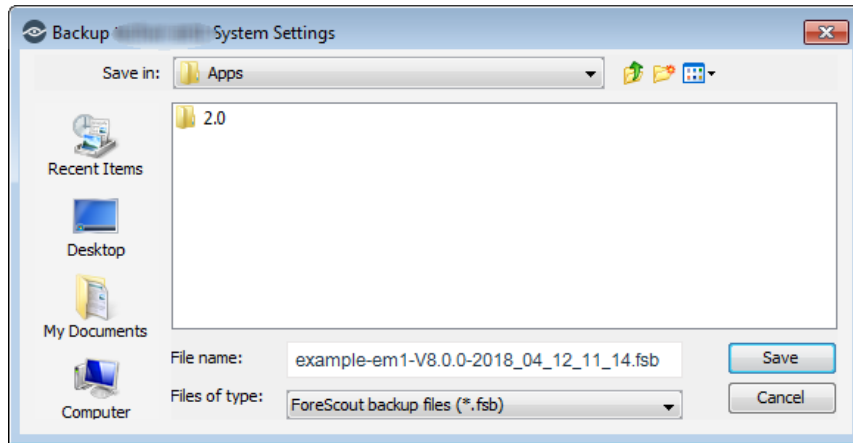 Backup System Settings
Save in: Apps
2.0
Recent Items
Desktop
My Documents
Computer
File name: example-em1-V8.0.0-2018_04_12_11_14.fsb Save
Files of type: ForeScout backup files (*.fsb) Cancel